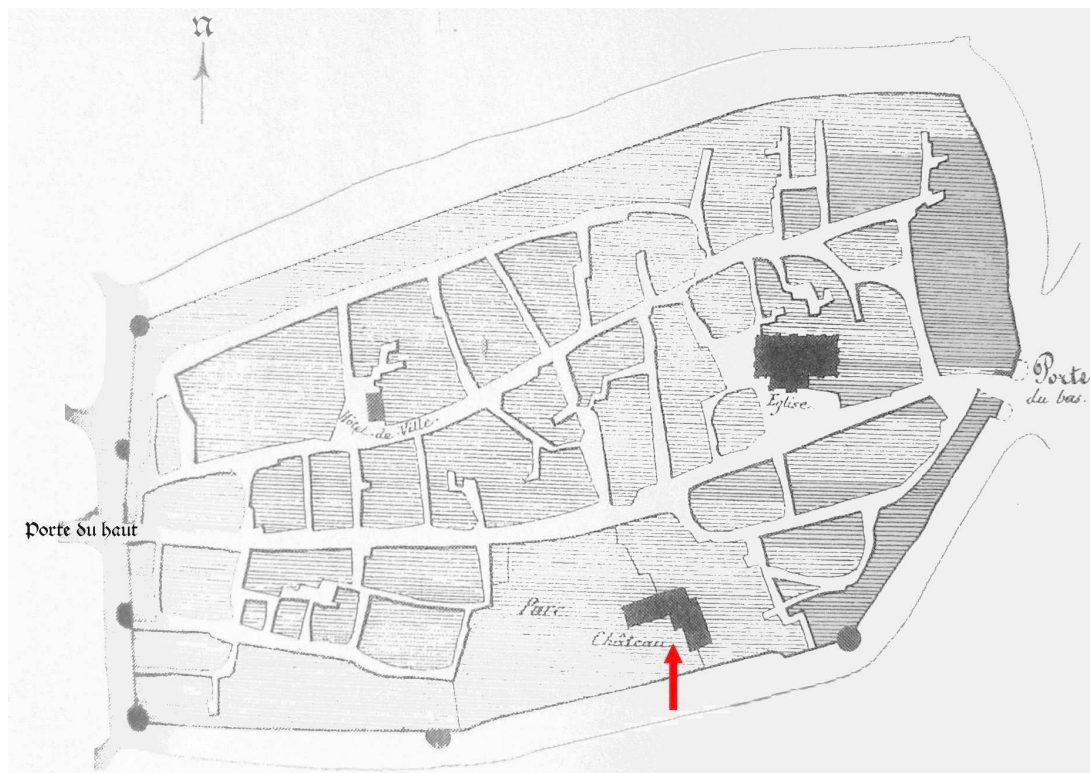 N
Hôtel-de Ville.
Porte
du bas.
Eglise
Porte du haut
Parc
Château